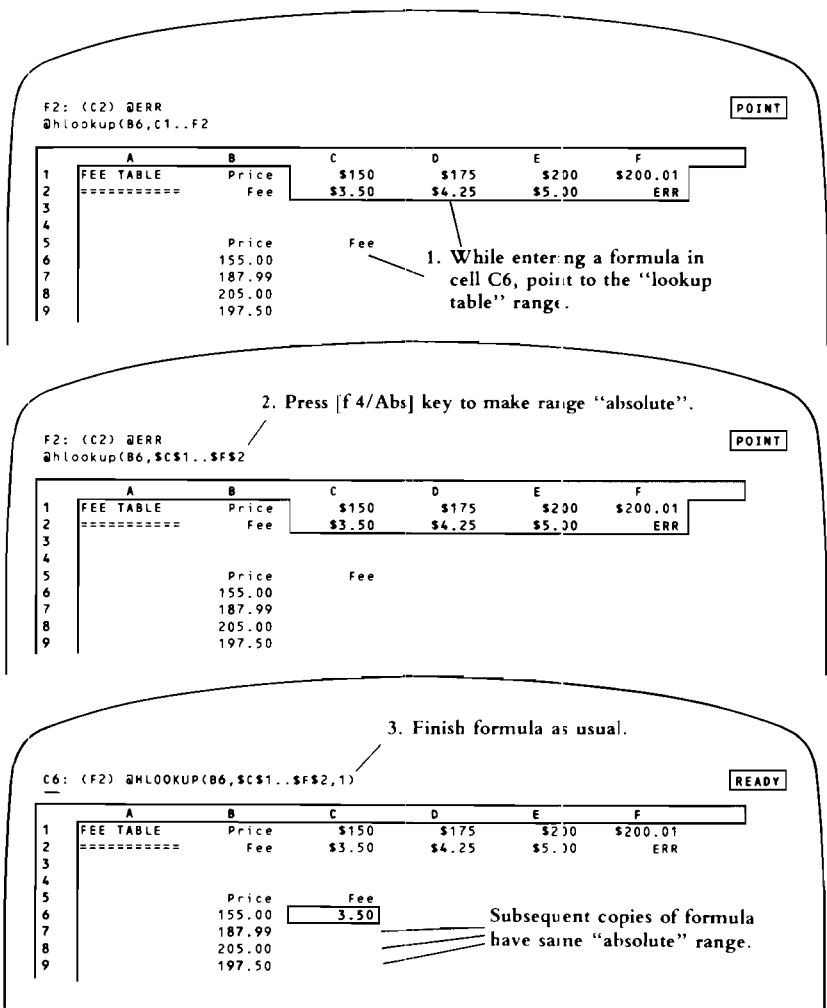 F2: (C2) @ERR POINT
@hlookup(B6,C1..F2
A B C D E F
1 FEE TABLE Price $150 $175 $200 $200.01
2 =========== Fee $3.50 $4.25 $5.00 ERR
3
4
5 Price Fee
6 155.00
7 187.99
8 205.00
9 197.50
1. While entering a formula in
cell C6, point to the “lookup
table” range.
2. Press [f 4/Abs] key to make range “absolute”.
F2: (C2) @ERR POINT
@hlookup(B6,$C$1..$F$2
A B C D E F
1 FEE TABLE Price $150 $175 $200 $200.01
2 =========== Fee $3.50 $4.25 $5.00 ERR
3
4
5 Price Fee
6 155.00
7 187.99
8 205.00
9 197.50
3. Finish formula as usual.
C6: (F2) @HLOOKUP(B6,$C$1..$F$2,1) READY
A B C D E F
1 FEE TABLE Price $150 $175 $200 $200.01
2 =========== Fee $3.50 $4.25 $5.00 ERR
3
4
5 Price Fee
6 155.00 3.50
7 187.99
8 205.00
9 197.50
Subsequent copies of formula
have same “absolute” range.